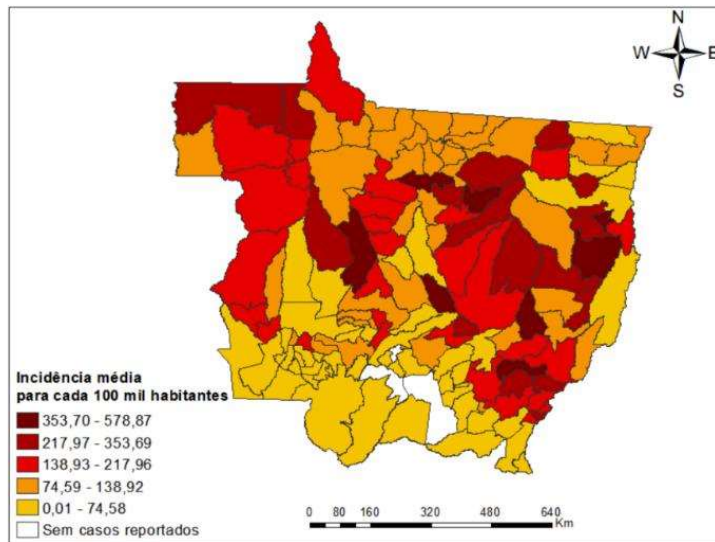 N
W E
S
Incidência média
para cada 100 mil habitantes
353,70 - 578,87
217,97 - 353,69
138,93 - 217,96
74,59 - 138,92
0,01 - 74,58
Sem casos reportados
0 40 80 160 320 480 640
Km